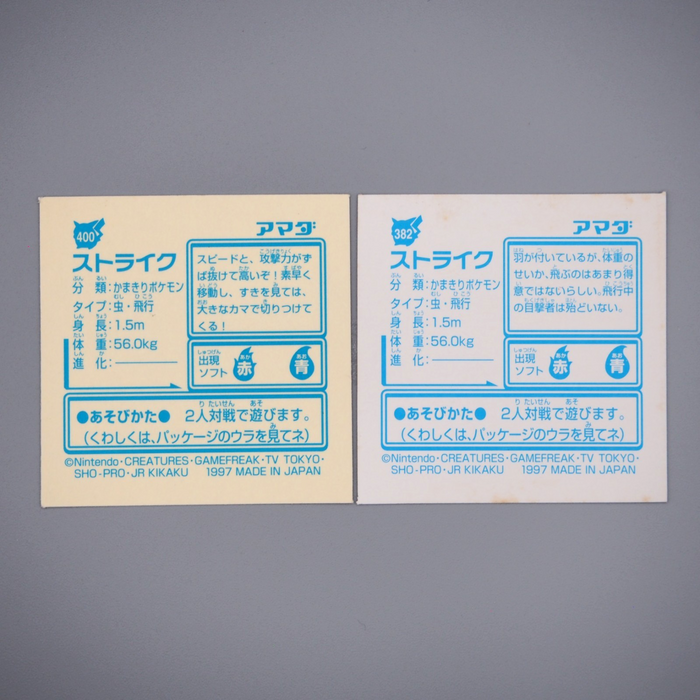 400
アマダ
ストライク
分類：かまきりポケモン
タイプ：虫・飛行
身長：1.5m
体重：56.0kg
進化：―――
スピードと、攻撃力がず
ば抜けて高いぞ！素早く
移動し、すきを見ては、
大きなカマで切りつけて
くる！
出現
ソフト
赤
青
●あそびかた● 2人対戦で遊びます。
（くわしくは、パッケージのウラを見てネ）
©Nintendo・CREATURES・GAMEFREAK・TV TOKYO・
SHO-PRO・JR KIKAKU 1997 MADE IN JAPAN
382
アマダ
ストライク
分類：かまきりポケモン
タイプ：虫・飛行
身長：1.5m
体重：56.0kg
進化：―――
羽が付いているが、体重の
せいか、飛ぶのはあまり得
意ではないらしい。飛行中
の目撃者は殆どいない。
出現
ソフト
赤
青
●あそびかた● 2人対戦で遊びます。
（くわしくは、パッケージのウラを見てネ）
©Nintendo・CREATURES・GAMEFREAK・TV TOKYO・
SHO-PRO・JR KIKAKU 1997 MADE IN JAPAN